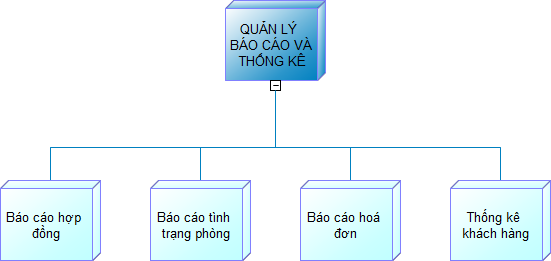 QUẢN LÝ
BÁO CÁO VÀ
THỐNG KÊ
Báo cáo hợp
đồng
Báo cáo tình
trạng phòng
Báo cáo hoá
đơn
Thống kê
khách hàng